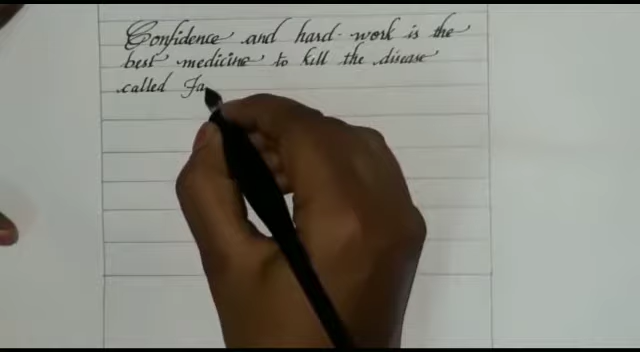 Confidence and hard-work is the
best medicine to kill the disease
called Fa